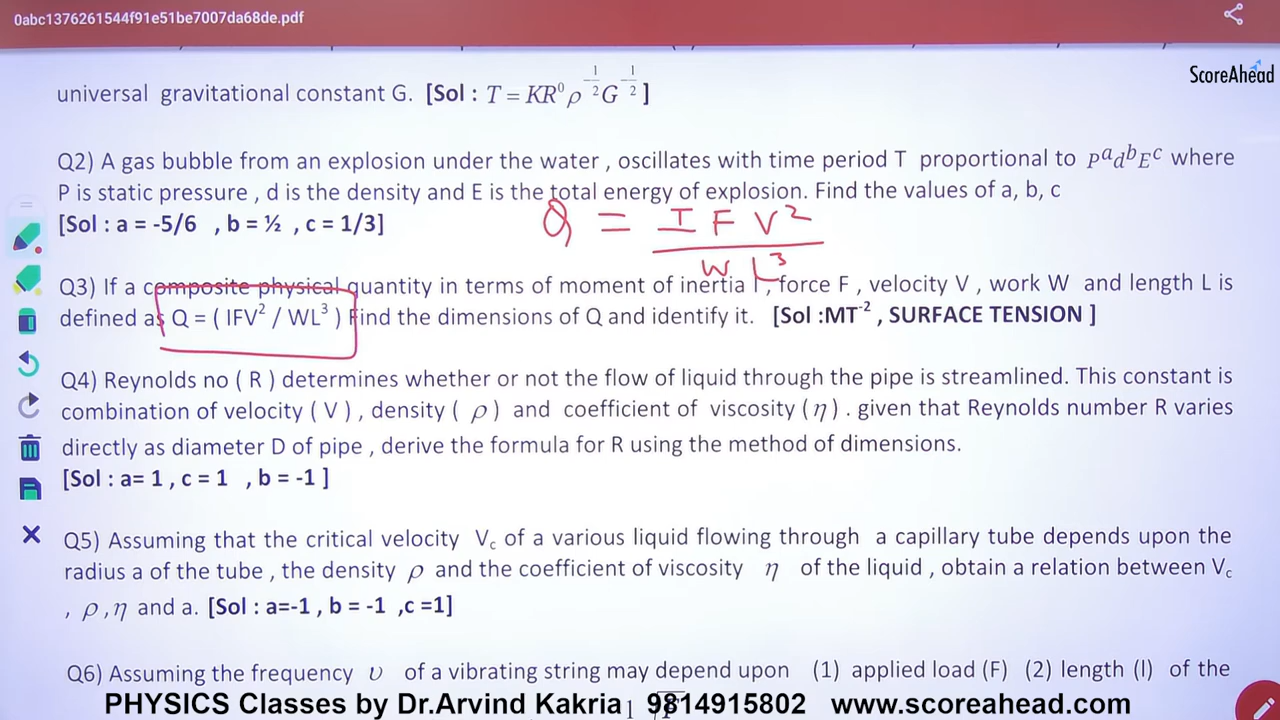 0abc1376261544f91e51be7007da68de.pdf
ScoreAhead
universal gravitational constant G. [Sol : T = KR⁰ ρ^(-1/2) G^(-1/2) ]
Q2) A gas bubble from an explosion under the water , oscillates with time period T proportional to PᵃdᵇEᶜ where
P is static pressure , d is the density and E is the total energy of explosion. Find the values of a, b, c
[Sol : a = -5/6 , b = ½ , c = 1/3]
Q = I F V² / W L³
Q3) If a composite physical quantity in terms of moment of inertia I , force F , velocity V , work W and length L is
defined as Q = ( IFV² / WL³ ) Find the dimensions of Q and identify it. [Sol :MT⁻² , SURFACE TENSION ]
Q4) Reynolds no ( R ) determines whether or not the flow of liquid through the pipe is streamlined. This constant is
combination of velocity ( V ) , density ( ρ ) and coefficient of viscosity ( η ) . given that Reynolds number R varies
directly as diameter D of pipe , derive the formula for R using the method of dimensions.
[Sol : a= 1 , c = 1 , b = -1 ]
Q5) Assuming that the critical velocity V꜀ of a various liquid flowing through a capillary tube depends upon the
radius a of the tube , the density ρ and the coefficient of viscosity η of the liquid , obtain a relation between V꜀
, ρ , η and a. [Sol : a=-1 , b = -1 ,c =1]
Q6) Assuming the frequency υ of a vibrating string may depend upon (1) applied load (F) (2) length (l) of the
PHYSICS Classes by Dr.Arvind Kakria 9814915802 www.scoreahead.com